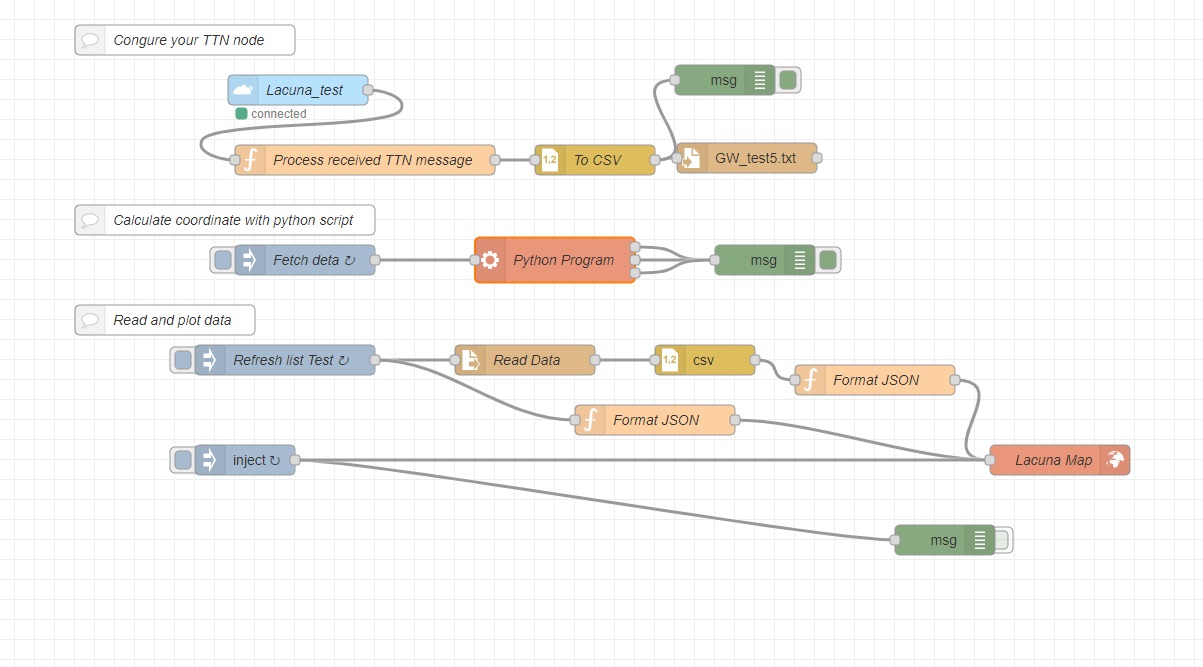 Congure your TTN node
Lacuna_test
connected
msg
Process received TTN message
1,2
To CSV
GW_test5.txt
Calculate coordinate with python script
Fetch deta ↻
Python Program
msg
Read and plot data
Refresh list Test ↻
Read Data
1,2
csv
Format JSON
Format JSON
inject ↻
Lacuna Map
msg